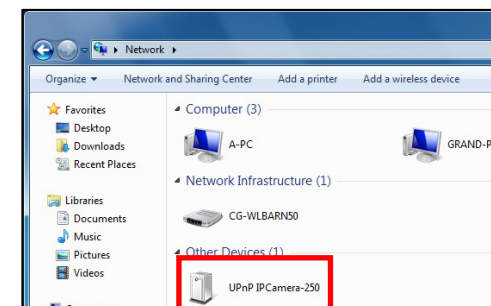 Network
Organize Network and Sharing Center Add a printer Add a wireless device
Favorites
Desktop
Downloads
Recent Places
Libraries
Documents
Music
Pictures
Videos
Computer (3)
A-PC GRAND-P
Network Infrastructure (1)
CG-WLBARN50
Other Devices (1)
UPnP IPCamera-250